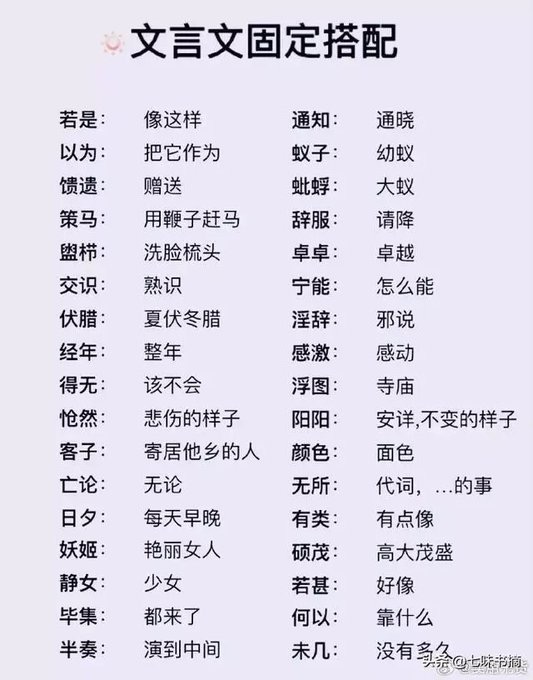 文言文固定搭配
若是： 像这样 通知： 通晓
以为： 把它作为 蚁子： 幼蚁
馈遗： 赠送 蚍蜉： 大蚁
策马： 用鞭子赶马 辞服： 请降
盥栉： 洗脸梳头 卓卓： 卓越
交识： 熟识 宁能： 怎么能
伏腊： 夏伏冬腊 淫辞： 邪说
经年： 整年 感激： 感动
得无： 该不会 浮图： 寺庙
怆然： 悲伤的样子 阳阳： 安详,不变的样子
客子： 寄居他乡的人 颜色： 面色
亡论： 无论 无所： 代词，…的事
日夕： 每天早晚 有类： 有点像
妖姬： 艳丽女人 硕茂： 高大茂盛
静女： 少女 若甚： 好像
毕集： 都来了 何以： 靠什么
半奏： 演到中间 未几： 没有多久
头条@七味书摘